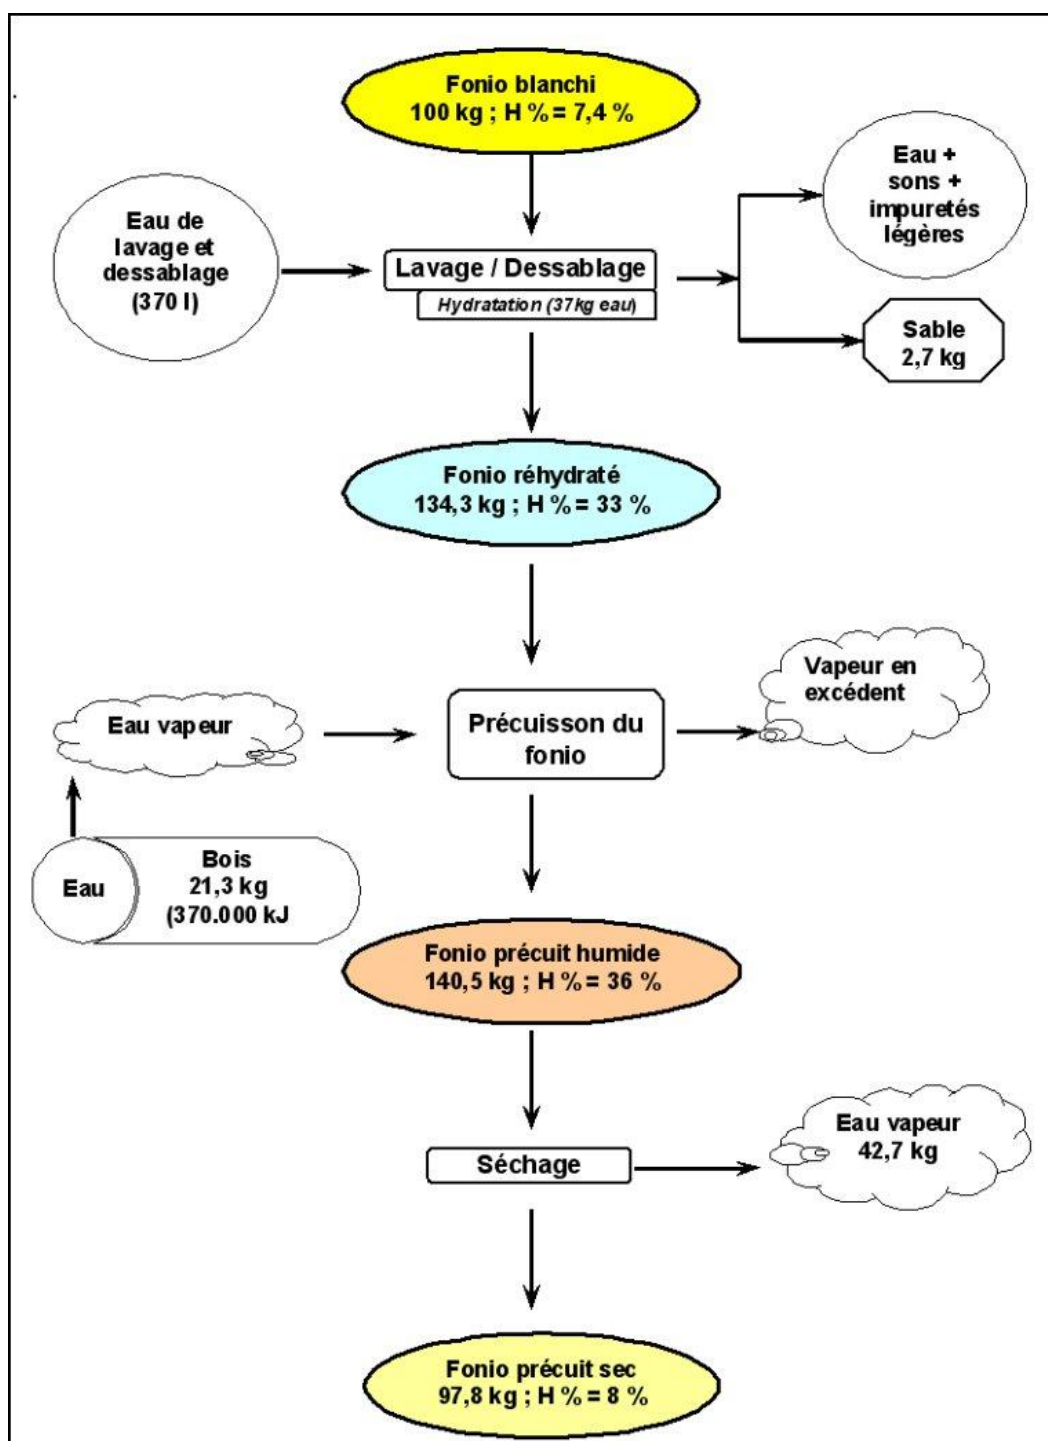 Fonio blanchi
100 kg ; H % = 7,4 %
Eau +
sons +
impuretés
légères
Eau de
lavage et
dessablage
(370 l)
Lavage / Dessablage
Hydratation (37kg eau)
Sable
2,7 kg
Fonio réhydraté
134,3 kg ; H % = 33 %
Vapeur en
excédent
Eau vapeur
Précuisson du
fonio
Eau
Bois
21,3 kg
(370.000 kJ
Fonio précuit humide
140,5 kg ; H % = 36 %
Eau vapeur
42,7 kg
Séchage
Fonio précuit sec
97,8 kg ; H % = 8 %